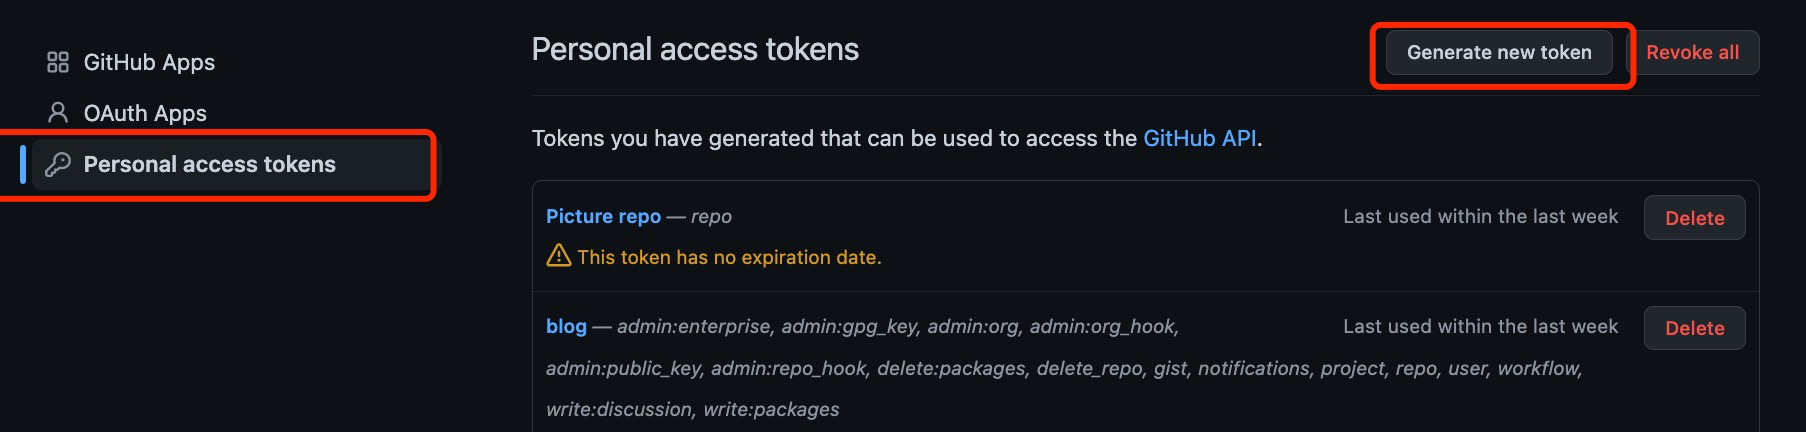 GitHub Apps
OAuth Apps
Personal access tokens
Personal access tokens
Generate new token
Revoke all
Tokens you have generated that can be used to access the GitHub API.
Picture repo — repo
Last used within the last week
Delete
This token has no expiration date.
blog — admin:enterprise, admin:gpg_key, admin:org, admin:org_hook,
Last used within the last week
Delete
admin:public_key, admin:repo_hook, delete:packages, delete_repo, gist, notifications, project, repo, user, workflow,
write:discussion, write:packages